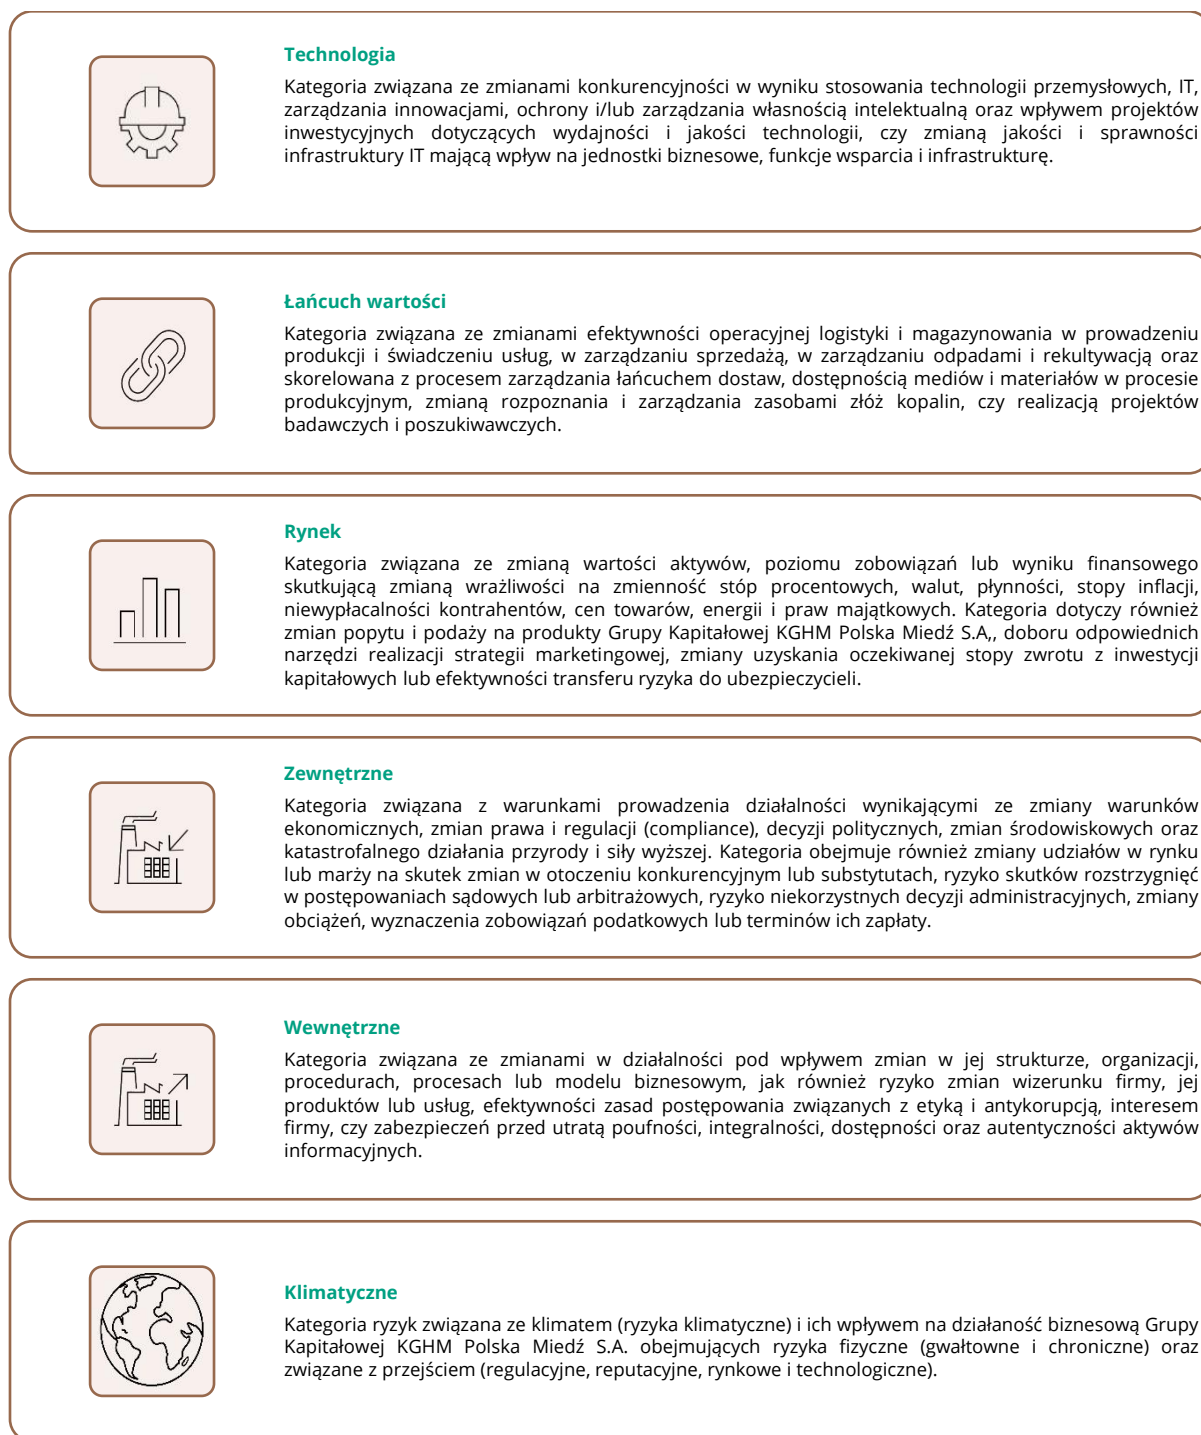 Technologia
Kategoria związana ze zmianami konkurencyjności w wyniku stosowania technologii przemysłowych, IT,
zarządzania innowacjami, ochrony i/lub zarządzania własnością intelektualną oraz wpływem projektów
inwestycyjnych dotyczących wydajności i jakości technologii, czy zmianą jakości i sprawności
infrastruktury IT mającą wpływ na jednostki biznesowe, funkcje wsparcia i infrastrukturę.
Łańcuch wartości
Kategoria związana ze zmianami efektywności operacyjnej logistyki i magazynowania w prowadzeniu
produkcji i świadczeniu usług, w zarządzaniu sprzedażą, w zarządzaniu odpadami i rekultywacją oraz
skorelowana z procesem zarządzania łańcuchem dostaw, dostępnością mediów i materiałów w procesie
produkcyjnym, zmianą rozpoznania i zarządzania zasobami złóż kopalin, czy realizacją projektów
badawczych i poszukiwawczych.
Rynek
Kategoria związana ze zmianą wartości aktywów, poziomu zobowiązań lub wyniku finansowego
skutkującą zmianą wrażliwości na zmienność stóp procentowych, walut, płynności, stopy inflacji,
niewypłacalności kontrahentów, cen towarów, energii i praw majątkowych. Kategoria dotyczy również
zmian popytu i podaży na produkty Grupy Kapitałowej KGHM Polska Miedź S.A,, doboru odpowiednich
narzędzi realizacji strategii marketingowej, zmiany uzyskania oczekiwanej stopy zwrotu z inwestycji
kapitałowych lub efektywności transferu ryzyka do ubezpieczycieli.
Zewnętrzne
Kategoria związana z warunkami prowadzenia działalności wynikającymi ze zmiany warunków
ekonomicznych, zmian prawa i regulacji (compliance), decyzji politycznych, zmian środowiskowych oraz
katastrofalnego działania przyrody i siły wyższej. Kategoria obejmuje również zmiany udziałów w rynku
lub marży na skutek zmian w otoczeniu konkurencyjnym lub substytutach, ryzyko skutków rozstrzygnięć
w postępowaniach sądowych lub arbitrażowych, ryzyko niekorzystnych decyzji administracyjnych, zmiany
obciążeń, wyznaczenia zobowiązań podatkowych lub terminów ich zapłaty.
Wewnętrzne
Kategoria związana ze zmianami w działalności pod wpływem zmian w jej strukturze, organizacji,
procedurach, procesach lub modelu biznesowym, jak również ryzyko zmian wizerunku firmy, jej
produktów lub usług, efektywności zasad postępowania związanych z etyką i antykorupcją, interesem
firmy, czy zabezpieczeń przed utratą poufności, integralności, dostępności oraz autentyczności aktywów
informacyjnych.
Klimatyczne
Kategoria ryzyk związana ze klimatem (ryzyka klimatyczne) i ich wpływem na działaność biznesową Grupy
Kapitałowej KGHM Polska Miedź S.A. obejmujących ryzyka fizyczne (gwałtowne i chroniczne) oraz
związane z przejściem (regulacyjne, reputacyjne, rynkowe i technologiczne).